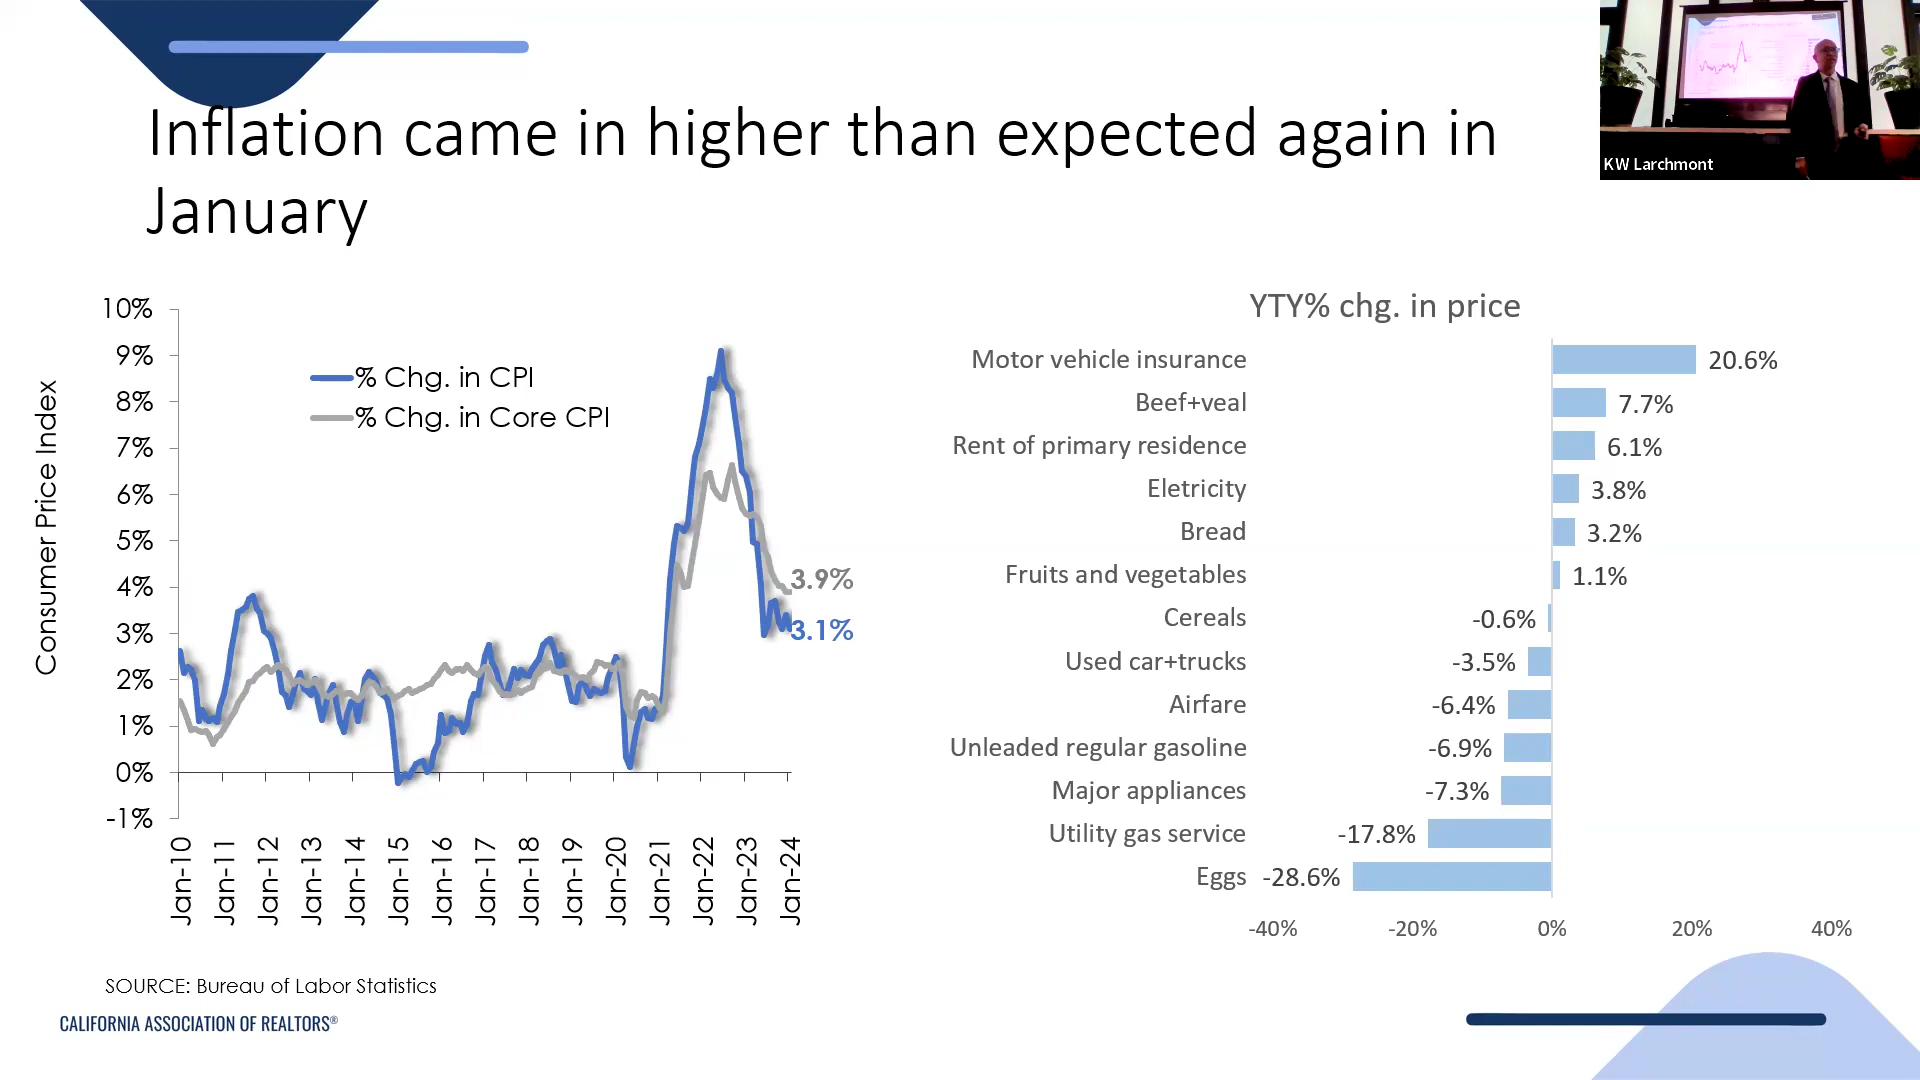 Inflation came in higher than expected again in
January
KW Larchmont
Consumer Price Index
10%
9%
8%
7%
6%
5%
4%
3%
2%
1%
0%
-1%
% Chg. in CPI
% Chg. in Core CPI
3.9%
3.1%
Jan-10
Jan-11
Jan-12
Jan-13
Jan-14
Jan-15
Jan-16
Jan-17
Jan-18
Jan-19
Jan-20
Jan-21
Jan-22
Jan-23
Jan-24
YTY% chg. in price
Motor vehicle insurance 20.6%
Beef+veal 7.7%
Rent of primary residence 6.1%
Eletricity 3.8%
Bread 3.2%
Fruits and vegetables 1.1%
Cereals -0.6%
Used car+trucks -3.5%
Airfare -6.4%
Unleaded regular gasoline -6.9%
Major appliances -7.3%
Utility gas service -17.8%
Eggs -28.6%
-40% -20% 0% 20% 40%
SOURCE: Bureau of Labor Statistics
CALIFORNIA ASSOCIATION OF REALTORS®